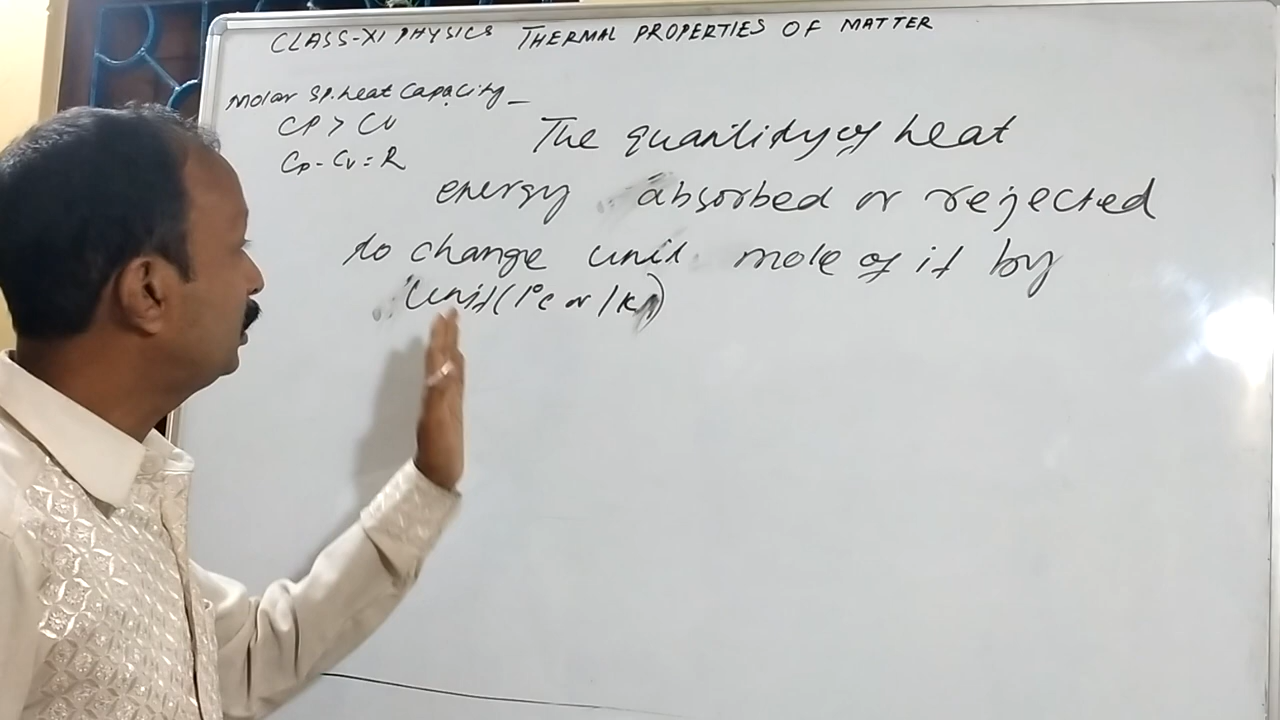 CLASS-XI PHYSICS THERMAL PROPERTIES OF MATTER
Molar SP. heat Capacity -
CP > CV
Cp - Cv = R
The quantity of heat
energy absorbed or rejected
to change unit mole of it by
unit (1°C or 1K)